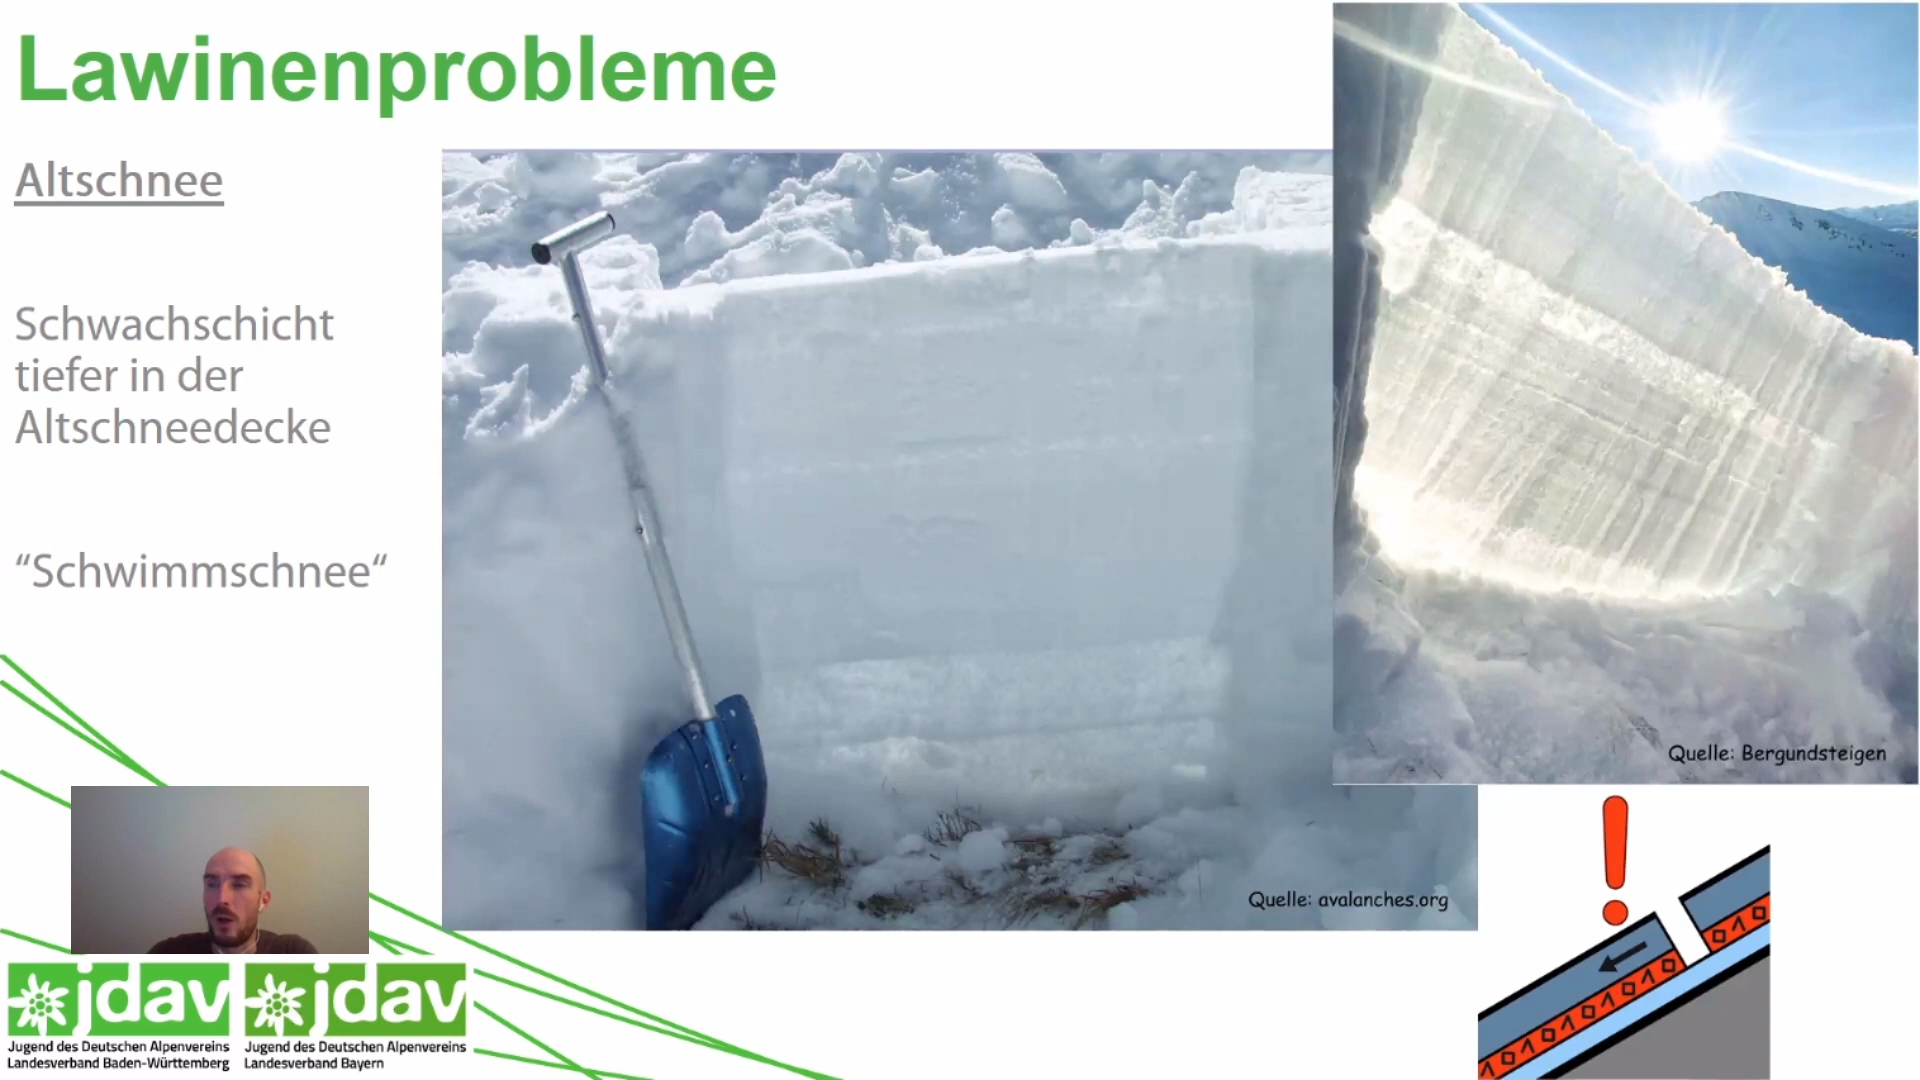 Lawinenprobleme
Altschnee
Schwachschicht
tiefer in der
Altschneedecke
“Schwimmschnee“
Quelle: Bergundsteigen
Quelle: avalanches.org
jdav
Jugend des Deutschen Alpenvereins
Landesverband Baden-Württemberg
jdav
Jugend des Deutschen Alpenvereins
Landesverband Bayern